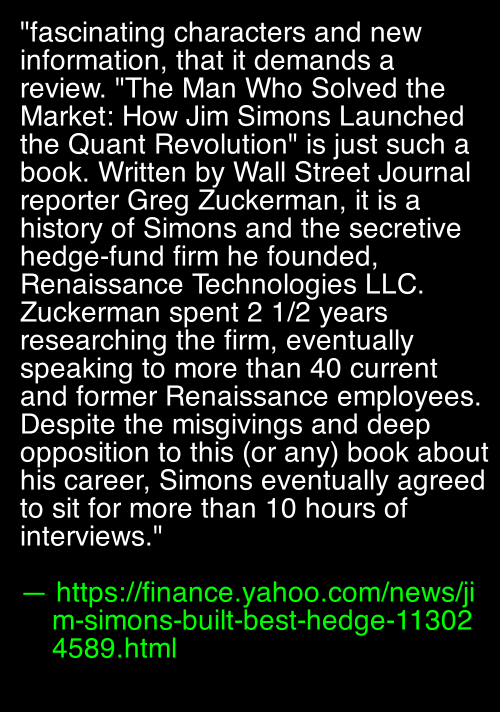 "fascinating characters and new
information, that it demands a
review. "The Man Who Solved the
Market: How Jim Simons Launched
the Quant Revolution" is just such a
book. Written by Wall Street Journal
reporter Greg Zuckerman, it is a
history of Simons and the secretive
hedge-fund firm he founded,
Renaissance Technologies LLC.
Zuckerman spent 2 1/2 years
researching the firm, eventually
speaking to more than 40 current
and former Renaissance employees.
Despite the misgivings and deep
opposition to this (or any) book about
his career, Simons eventually agreed
to sit for more than 10 hours of
interviews."
— https://finance.yahoo.com/news/ji
m-simons-built-best-hedge-11302
4589.html